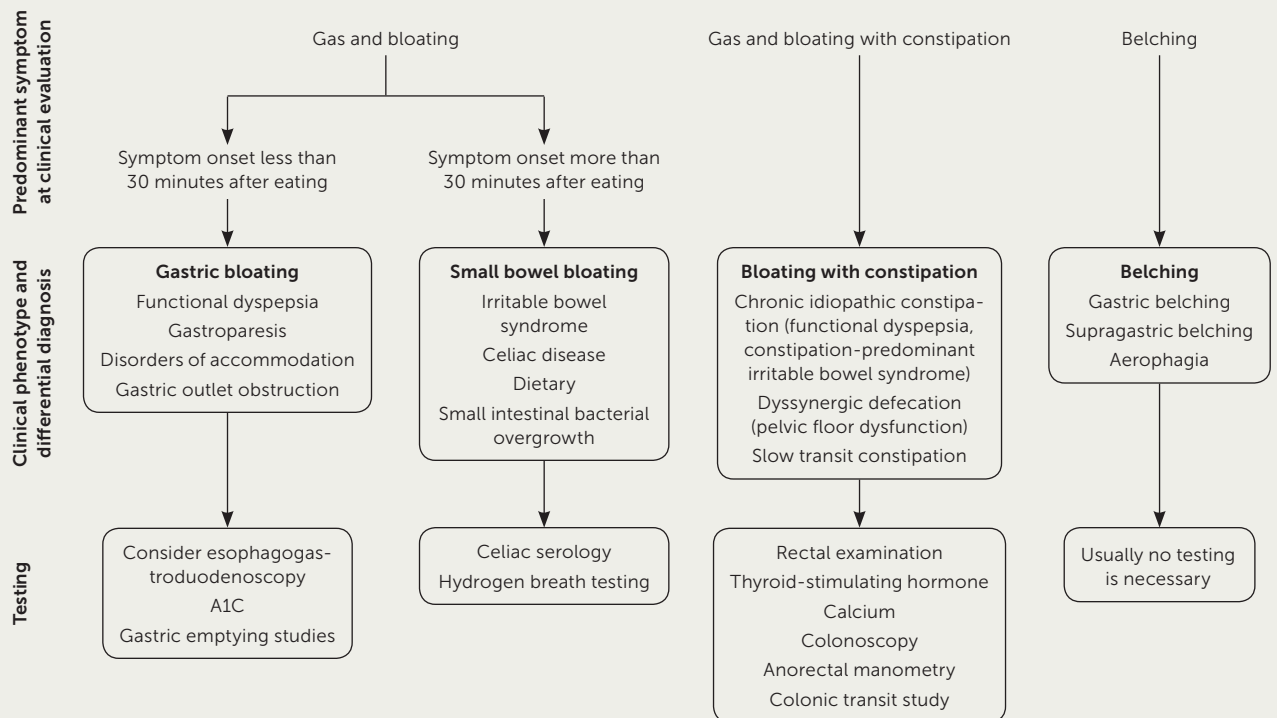 Predominant symptom
at clinical evaluation
Gas and bloating
Gas and bloating with constipation
Belching
Symptom onset less than
30 minutes after eating
Symptom onset more than
30 minutes after eating
Clinical phenotype and
differential diagnosis
Gastric bloating
Functional dyspepsia
Gastroparesis
Disorders of accommodation
Gastric outlet obstruction
Small bowel bloating
Irritable bowel
syndrome
Celiac disease
Dietary
Small intestinal bacterial
overgrowth
Bloating with constipation
Chronic idiopathic constipa-
tion (functional dyspepsia,
constipation-predominant
irritable bowel syndrome)
Dyssynergic defecation
(pelvic floor dysfunction)
Slow transit constipation
Belching
Gastric belching
Supragastric belching
Aerophagia
Testing
Consider esophagogas-
troduodenoscopy
A1C
Gastric emptying studies
Celiac serology
Hydrogen breath testing
Rectal examination
Thyroid-stimulating hormone
Calcium
Colonoscopy
Anorectal manometry
Colonic transit study
Usually no testing
is necessary